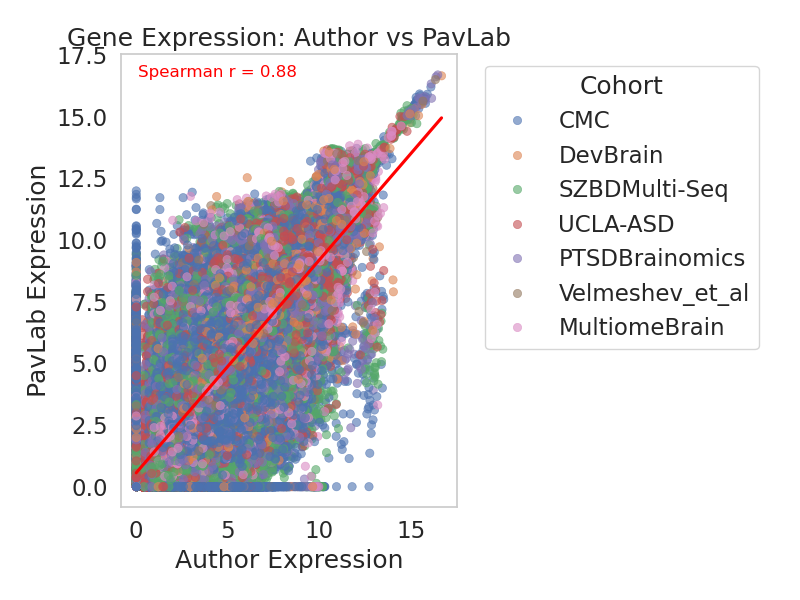 Gene Expression: Author vs PavLab
Spearman r = 0.88
PavLab Expression
17.5
15.0
12.5
10.0
7.5
5.0
2.5
0.0
0
5
10
15
Author Expression
Cohort
CMC
DevBrain
SZBDMulti-Seq
UCLA-ASD
PTSDBrainomics
Velmeshev_et_al
MultiomeBrain